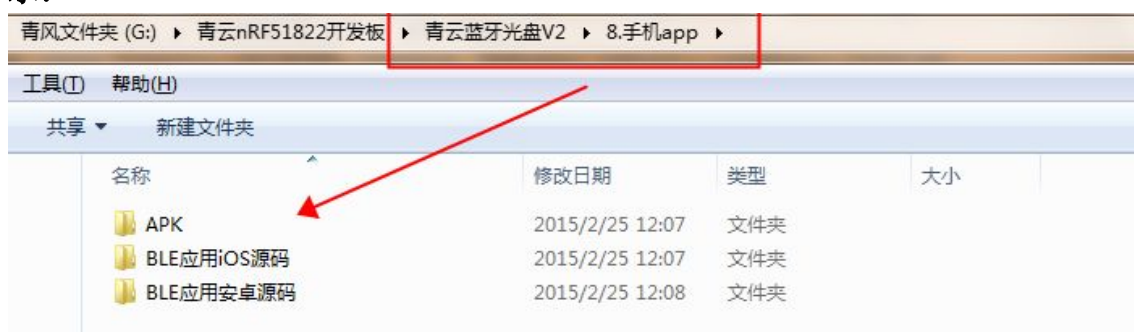 青风文件夹 (G:) ▸ 青云nRF51822开发板 ▸ 青云蓝牙光盘V2 ▸ 8.手机app ▸
工具(T) 帮助(H)
共享 ▼ 新建文件夹
名称 修改日期 类型 大小
APK 2015/2/25 12:07 文件夹
BLE应用iOS源码 2015/2/25 12:07 文件夹
BLE应用安卓源码 2015/2/25 12:08 文件夹